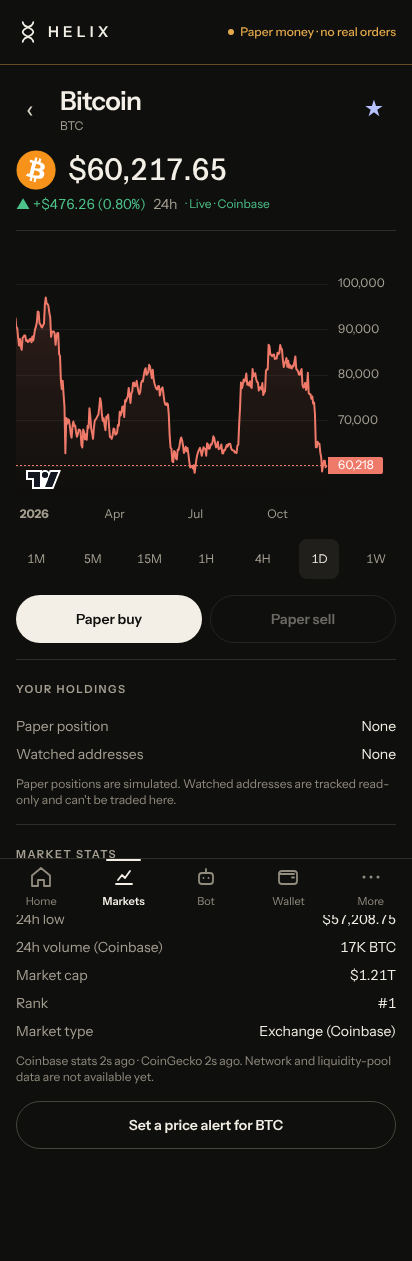 HELIX
Paper money · no real orders
Bitcoin
BTC
$60,217.65
+$476.26 (0.80%) 24h · Live · Coinbase
100,000
90,000
80,000
70,000
60,218
2026 Apr Jul Oct
1M 5M 15M 1H 4H 1D 1W
Paper buy Paper sell
YOUR HOLDINGS
Paper position None
Watched addresses None
Paper positions are simulated. Watched addresses are tracked read-
only and can't be traded here.
MARKET STATS
Home Markets Bot Wallet More
24h low $57,208.75
24h volume (Coinbase) 17K BTC
Market cap $1.21T
Rank #1
Market type Exchange (Coinbase)
Coinbase stats 2s ago · CoinGecko 2s ago. Network and liquidity-pool
data are not available yet.
Set a price alert for BTC